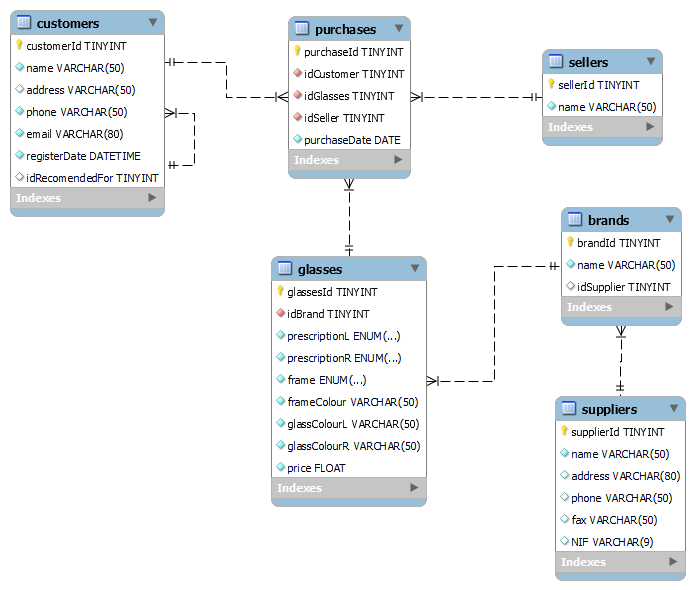 customers
customerId TINYINT
name VARCHAR(50)
address VARCHAR(50)
phone VARCHAR(50)
email VARCHAR(80)
registerDate DATETIME
idRecomendedFor TINYINT
Indexes
purchases
purchaseId TINYINT
idCustomer TINYINT
idGlasses TINYINT
idSeller TINYINT
purchaseDate DATE
Indexes
sellers
sellerId TINYINT
name VARCHAR(50)
Indexes
brands
brandId TINYINT
name VARCHAR(50)
idSupplier TINYINT
Indexes
glasses
glassesId TINYINT
idBrand TINYINT
prescriptionL ENUM(...)
prescriptionR ENUM(...)
frame ENUM(...)
frameColour VARCHAR(50)
glassColourL VARCHAR(50)
glassColourR VARCHAR(50)
price FLOAT
Indexes
suppliers
supplierId TINYINT
name VARCHAR(50)
address VARCHAR(80)
phone VARCHAR(50)
fax VARCHAR(50)
NIF VARCHAR(9)
Indexes